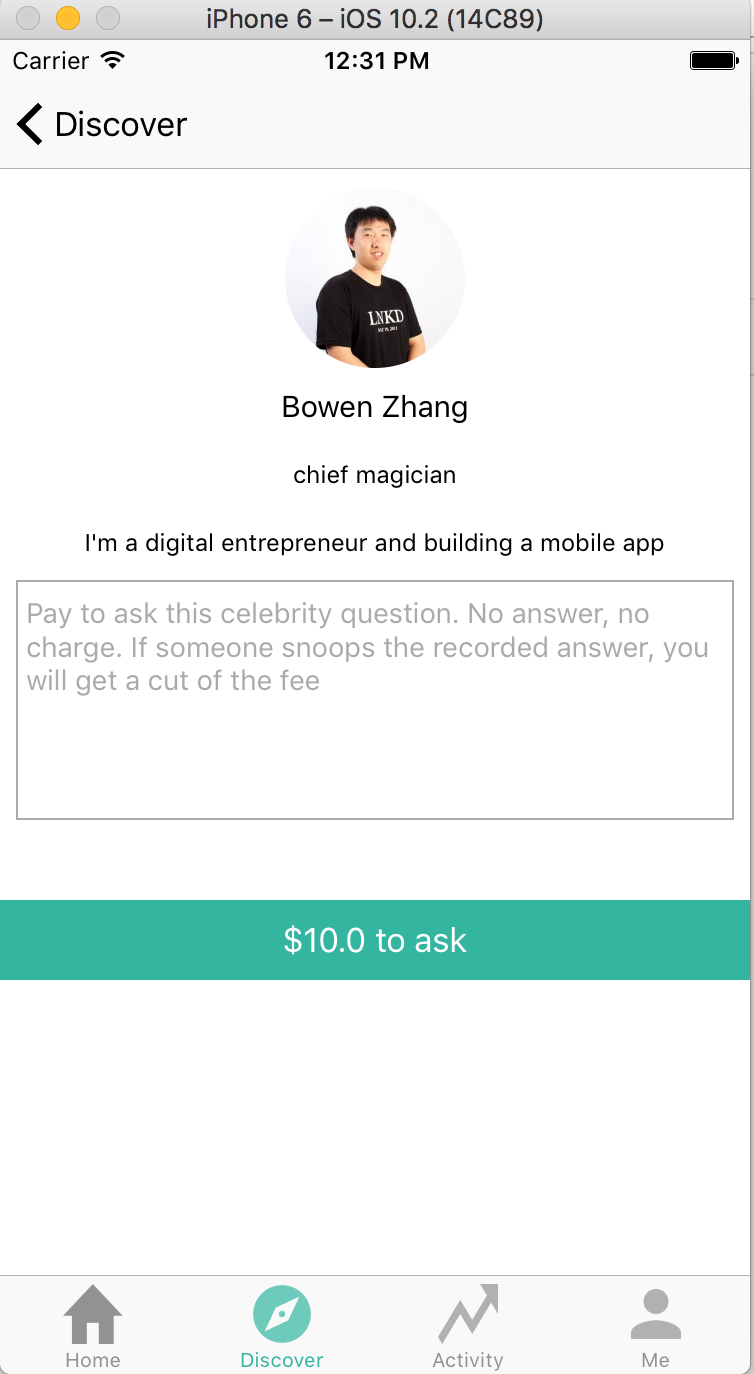 iPhone 6 – iOS 10.2 (14C89)
Carrier 12:31 PM
Discover
LNKD
Bowen Zhang
chief magician
I'm a digital entrepreneur and building a mobile app
Pay to ask this celebrity question. No answer, no
charge. If someone snoops the recorded answer, you
will get a cut of the fee
$10.0 to ask
Home Discover Activity Me